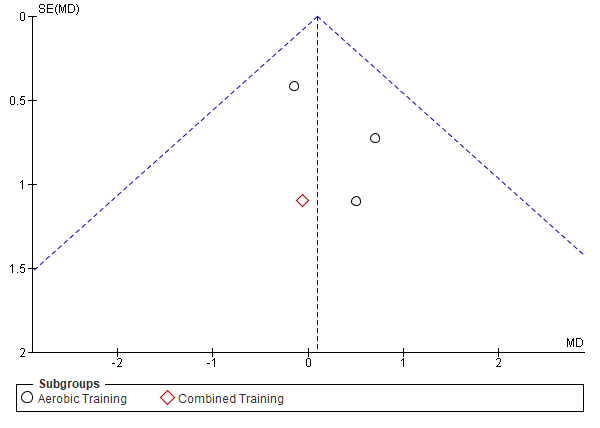 SE(MD)
0
0.5
1
1.5
2
-2 -1 0 1 2
MD
Subgroups
Aerobic Training Combined Training